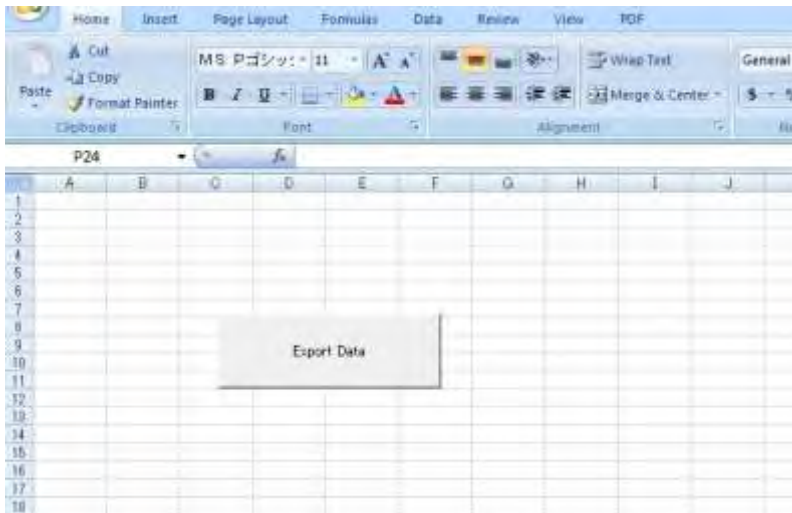 Home Insert Page Layout Formulas Data Review View PDF
Cut
Copy
Format Painter
Paste
Clipboard
MS Pゴシッ 11
B I U
Font
Wrap Text
Merge & Center
Alignment
General
$
P24
fx
A B C D E F G H I J
1
2
3
4
5
6
7
8
9
10
11
12
13
14
15
16
17
18
Export Data